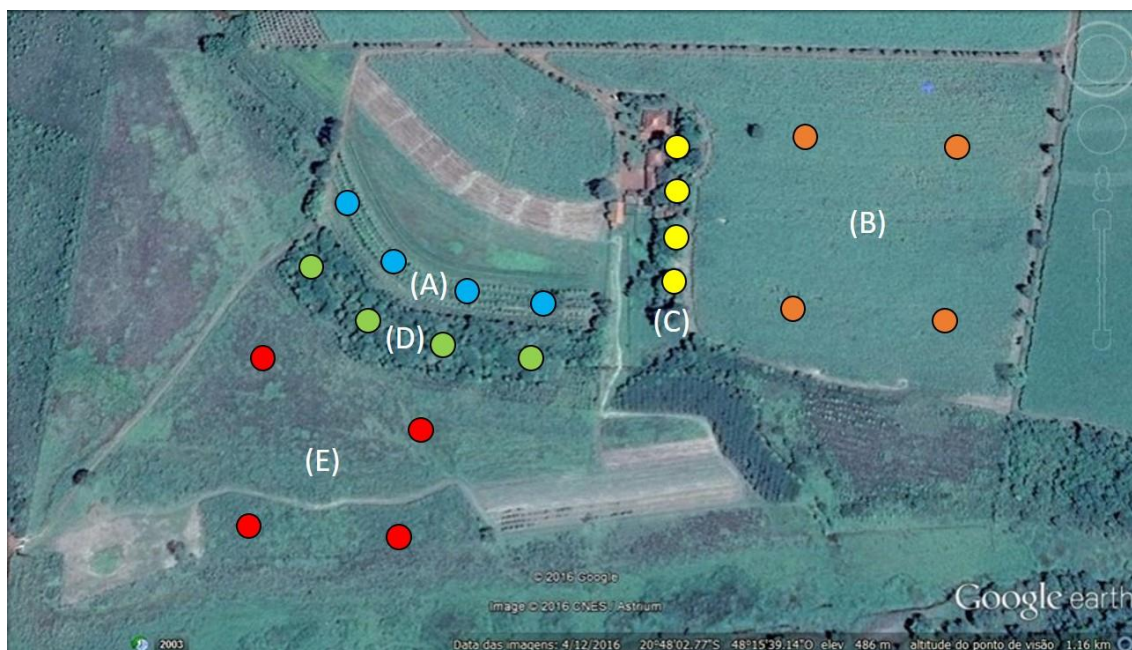 (B)
(A)
(C)
(D)
(E)
© 2016 Google
Image © 2016 CNES / Astrium
Google earth
2003
Data das imagens: 4/12/2016 20°48'02.77"S 48°15'39.14"O elev 486 m altitude do ponto de visão 1.16 km